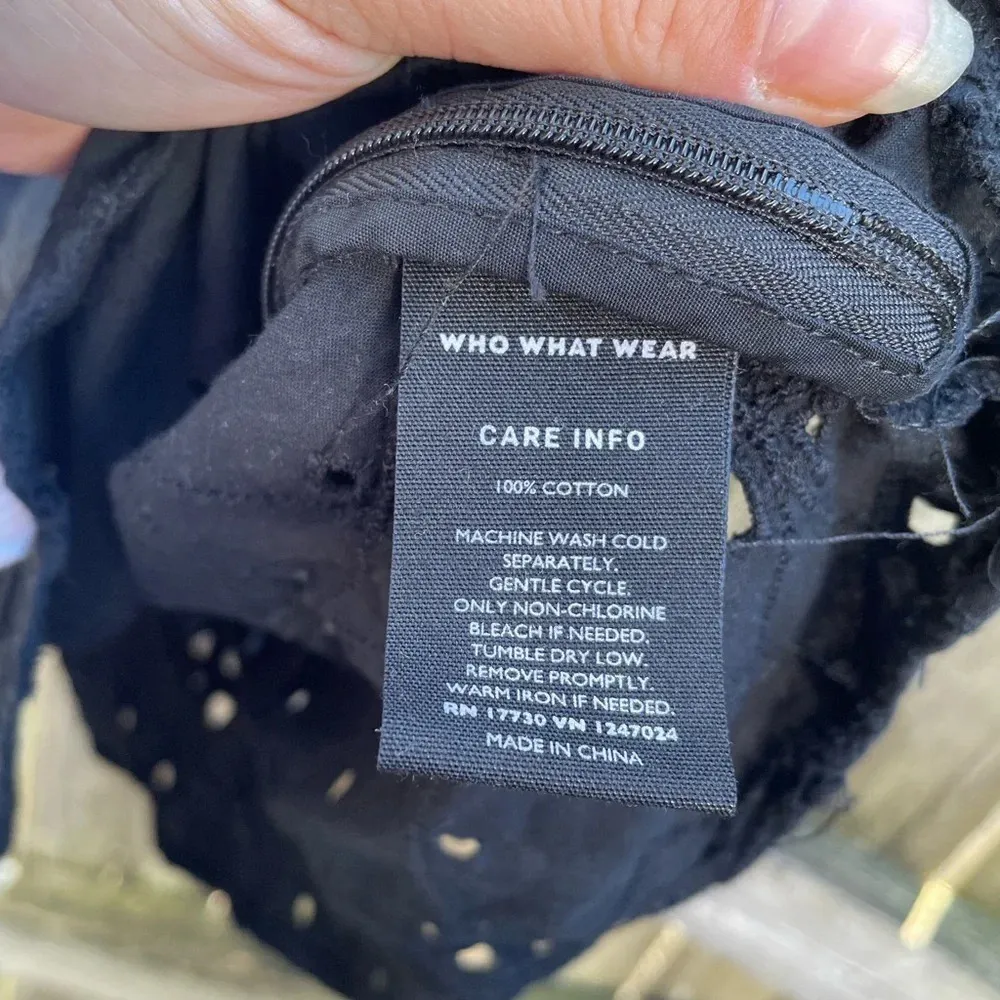 WHO WHAT WEAR
CARE INFO
100% COTTON
MACHINE WASH COLD
SEPARATELY.
GENTLE CYCLE.
ONLY NON-CHLORINE
BLEACH IF NEEDED.
TUMBLE DRY LOW.
REMOVE PROMPTLY.
WARM IRON IF NEEDED.
RN 17730 VN 1247024
MADE IN CHINA